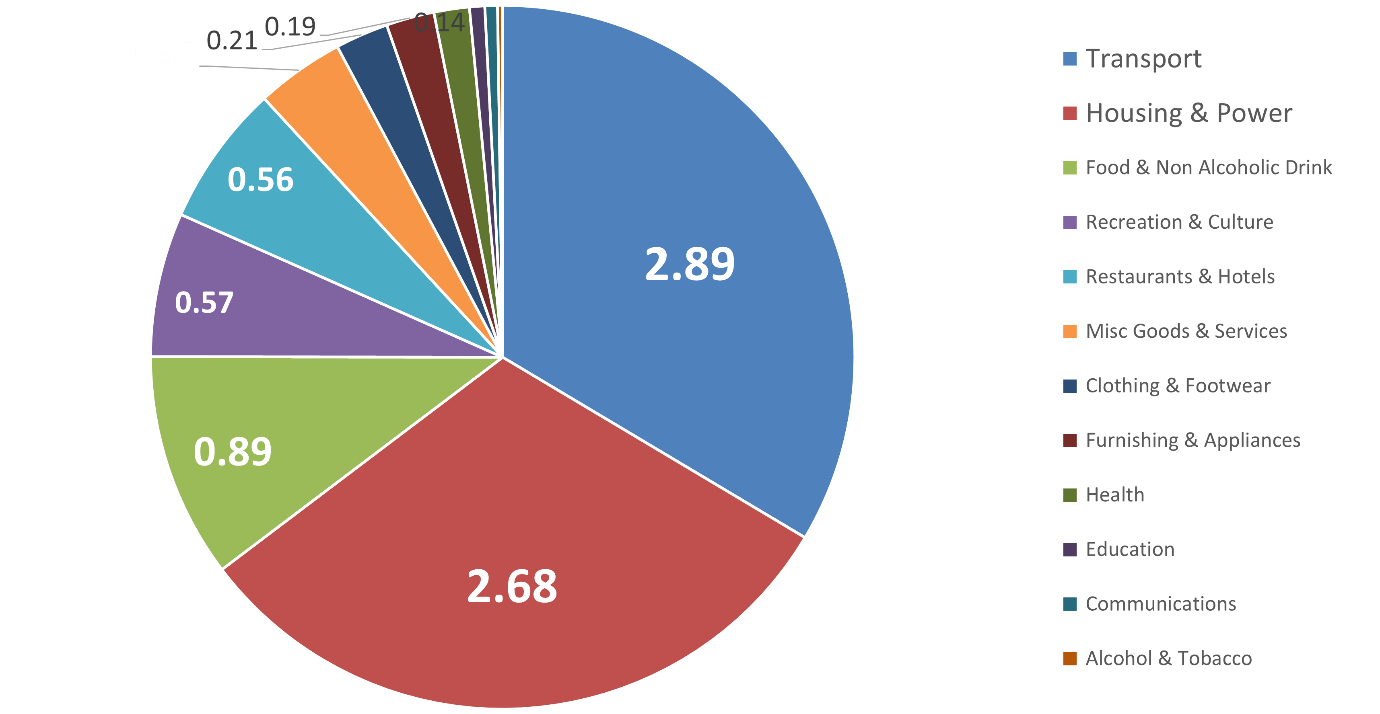 0.14
0.19
0.21
0.56
2.89
0.57
0.89
2.68
Transport
Housing & Power
Food & Non Alcoholic Drink
Recreation & Culture
Restaurants & Hotels
Misc Goods & Services
Clothing & Footwear
Furnishing & Appliances
Health
Education
Communications
Alcohol & Tobacco